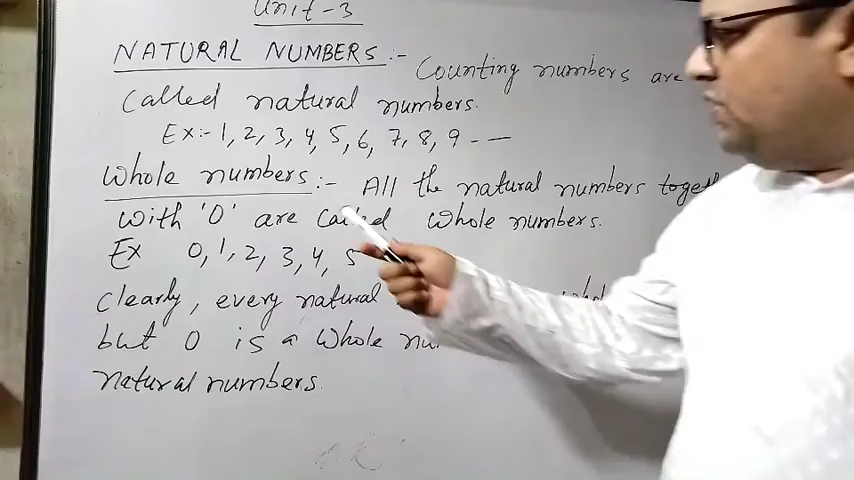 Unit-3
NATURAL NUMBERS :- Counting numbers are
Called natural numbers.
Ex:- 1, 2, 3, 4, 5, 6, 7, 8, 9 - —
Whole numbers :- All the natural numbers
With '0' are Called Whole numbers.
Ex 0, 1, 2, 3, 4, 5
Clearly, every natural
but 0 is a Whole
natural numbers.